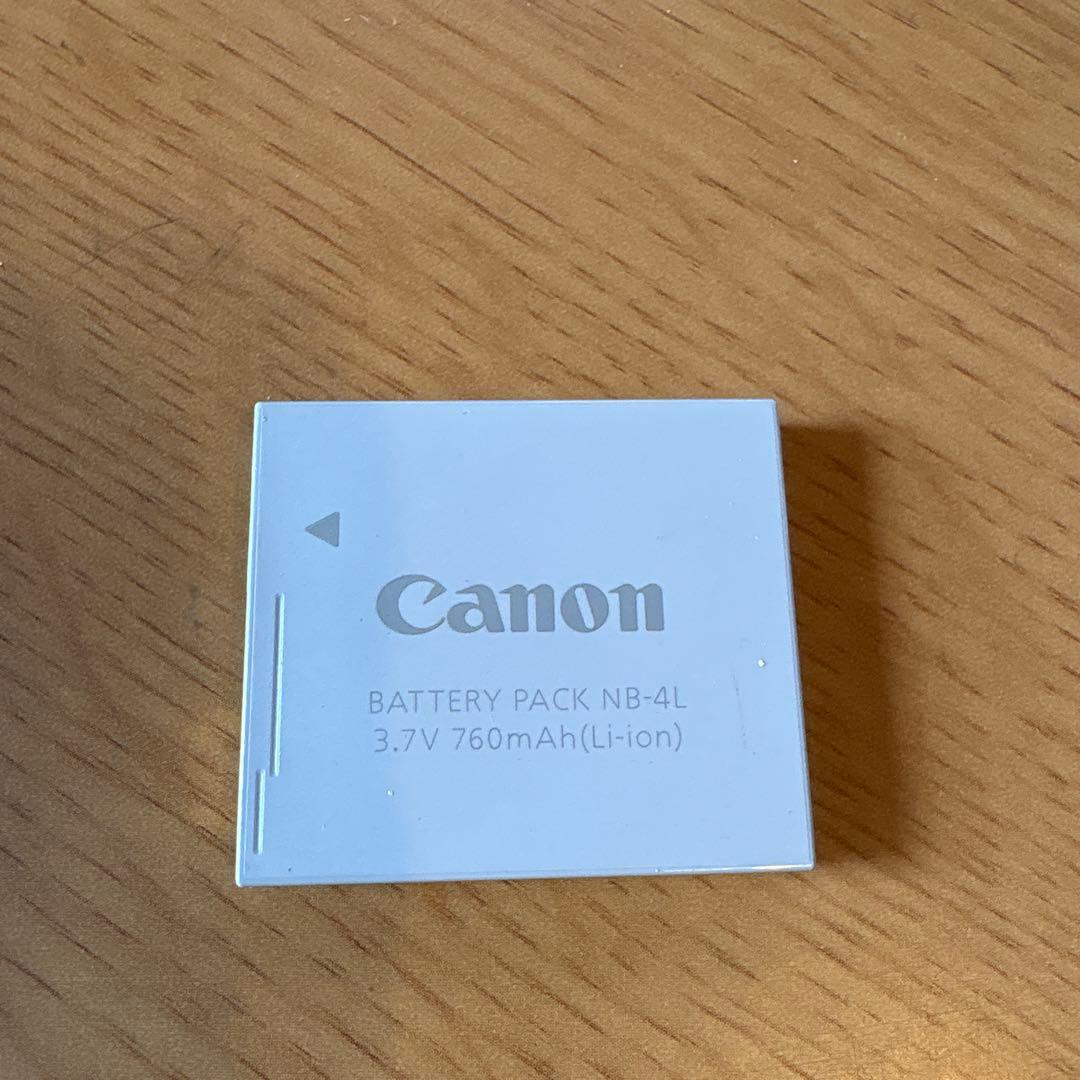 Canon
BATTERY PACK NB-4L
3.7V 760mAh(Li-ion)